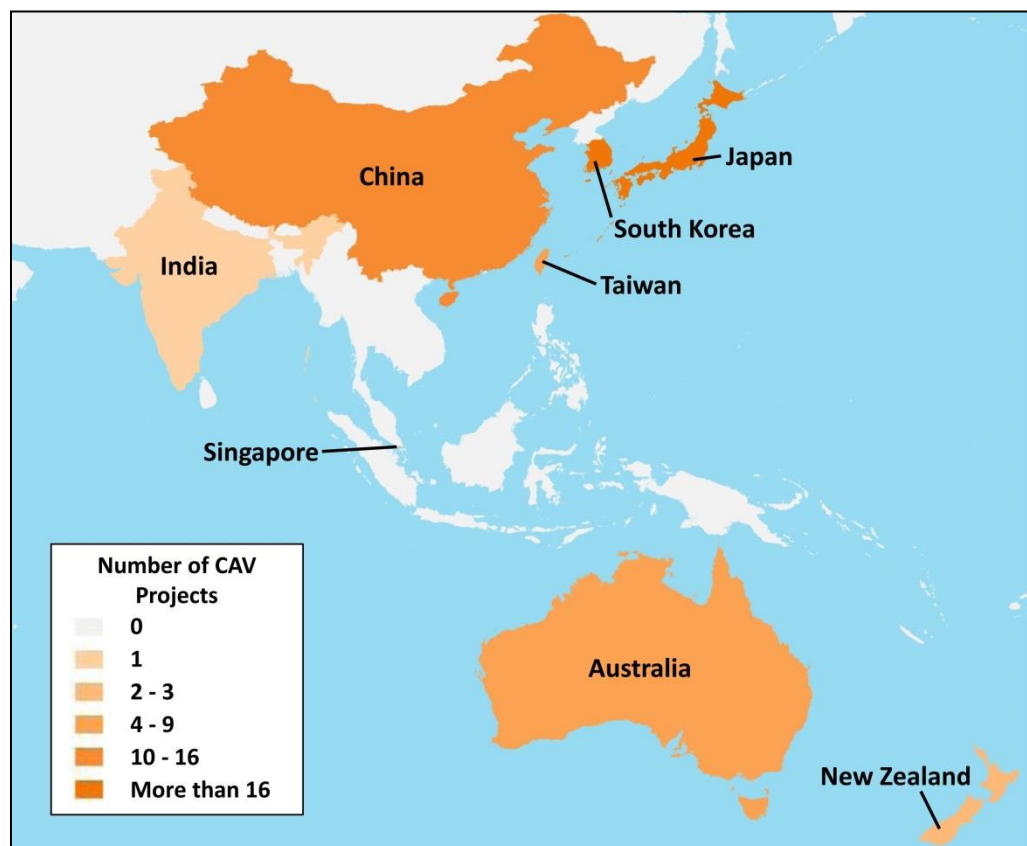 China
Japan
South Korea
India
Taiwan
Singapore
Number of CAV
Projects
0
1
2 - 3
4 - 9
10 - 16
More than 16
Australia
New Zealand